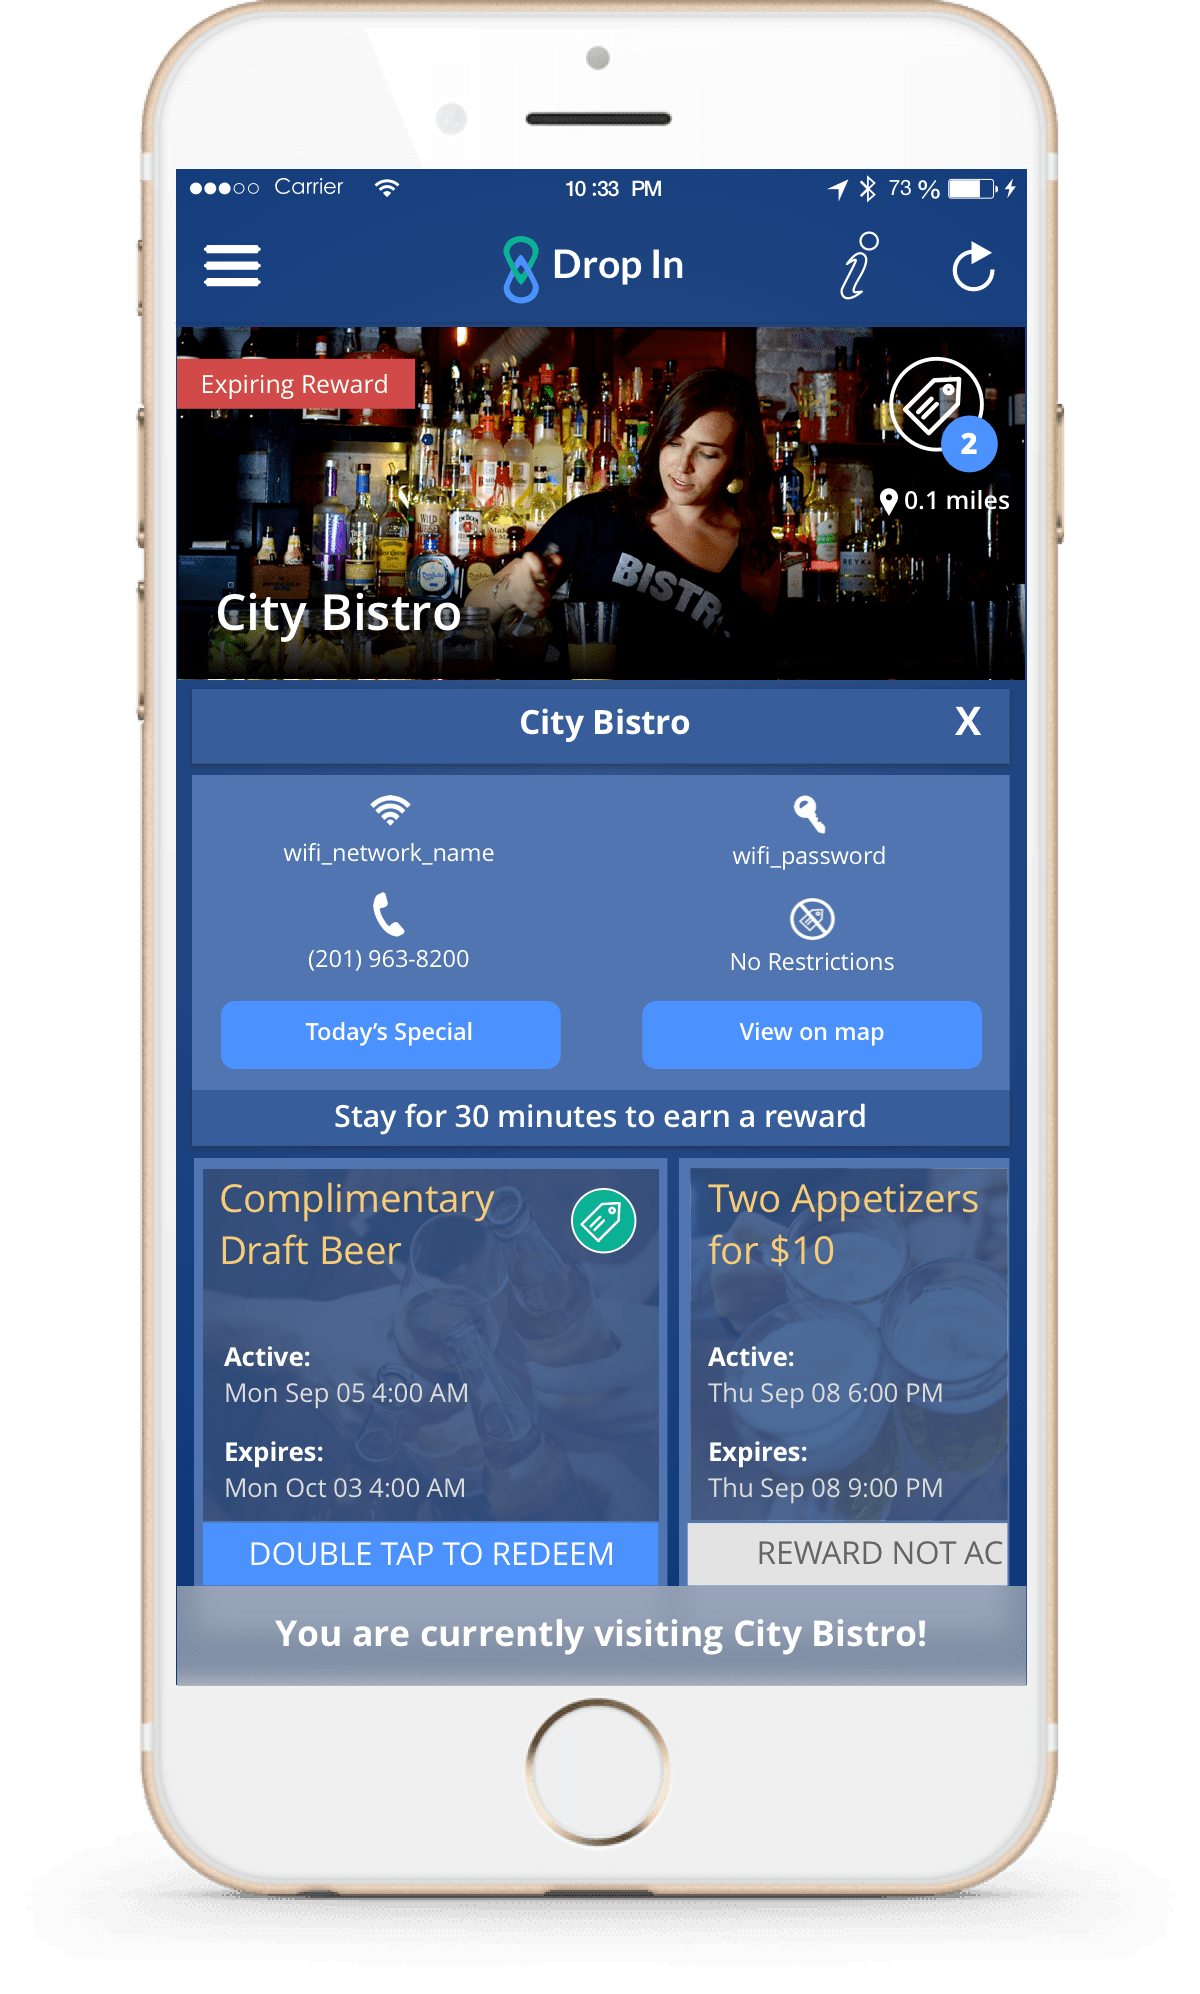 Carrier 10:33 PM 73 %
Drop In
Expiring Reward
2
0.1 miles
BISTR
City Bistro
City Bistro X
wifi_network_name wifi_password
(201) 963-8200 No Restrictions
Today's Special View on map
Stay for 30 minutes to earn a reward
Complimentary
Draft Beer
Active:
Mon Sep 05 4:00 AM
Expires:
Mon Oct 03 4:00 AM
DOUBLE TAP TO REDEEM
Two Appetizers
for $10
Active:
Thu Sep 08 6:00 PM
Expires:
Thu Sep 08 9:00 PM
REWARD NOT AC
You are currently visiting City Bistro!